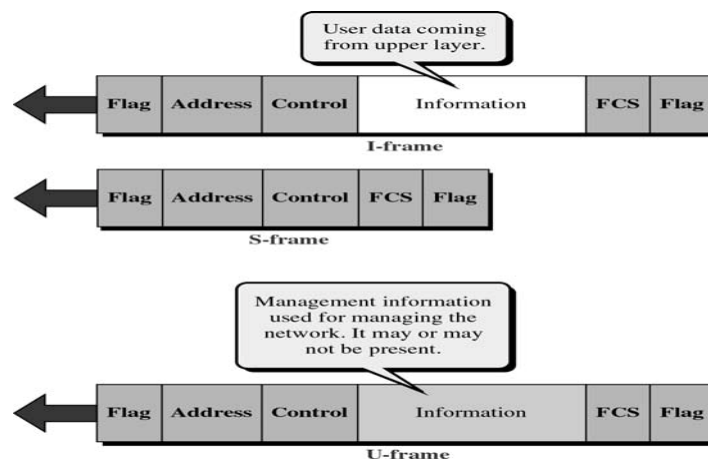 User data coming
from upper layer.
Flag Address Control Information FCS Flag
I-frame
Flag Address Control FCS Flag
S-frame
Management information
used for managing the
network. It may or may
not be present.
Flag Address Control Information FCS Flag
U-frame